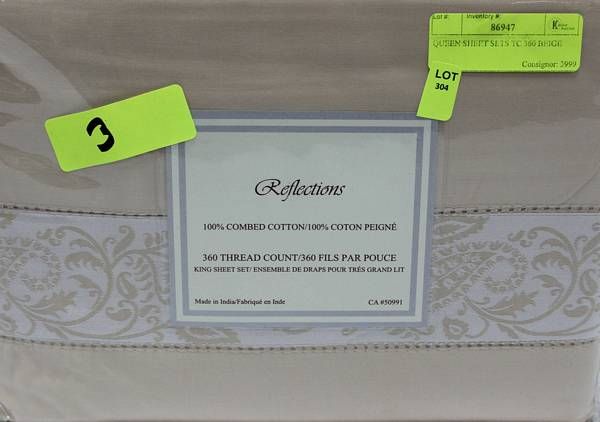 Lot #: Inventory #:
86947
QUEEN SHEET SETS TC 360 BEIGE
Consignor: 5999
LOT
304
3
Reflections
100% COMBED COTTON/100% COTON PEIGNÉ
360 THREAD COUNT/360 FILS PAR POUCE
KING SHEET SET/ ENSEMBLE DE DRAPS POUR TRÉS GRAND LIT
Made in India/Fabriqué en Inde CA #50991